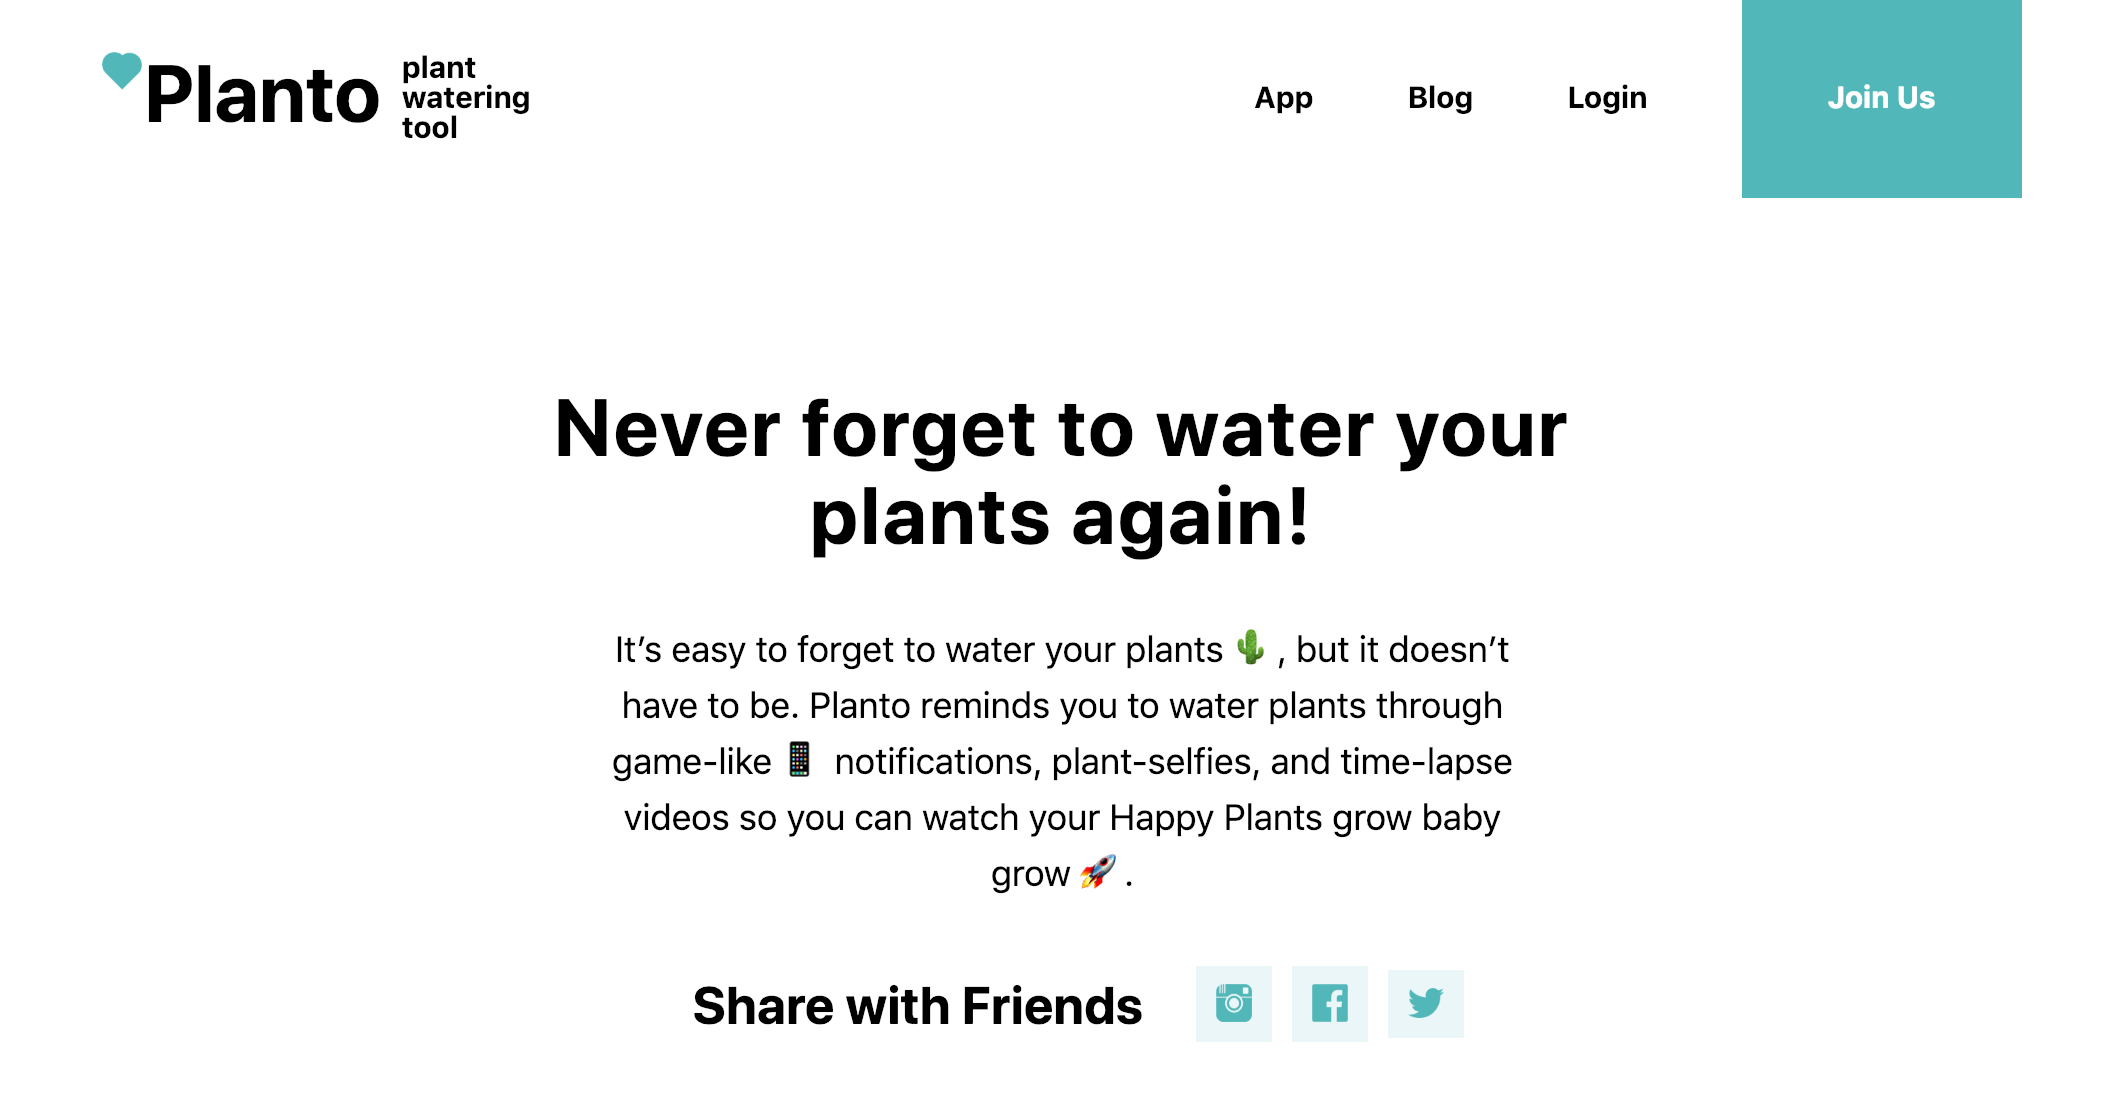 Planto
plant
watering
tool
App
Blog
Login
Join Us
Never forget to water your
plants again!
It’s easy to forget to water your plants 🌵 , but it doesn’t
have to be. Planto reminds you to water plants through
game-like 📱 notifications, plant-selfies, and time-lapse
videos so you can watch your Happy Plants grow baby
grow 🚀 .
Share with Friends